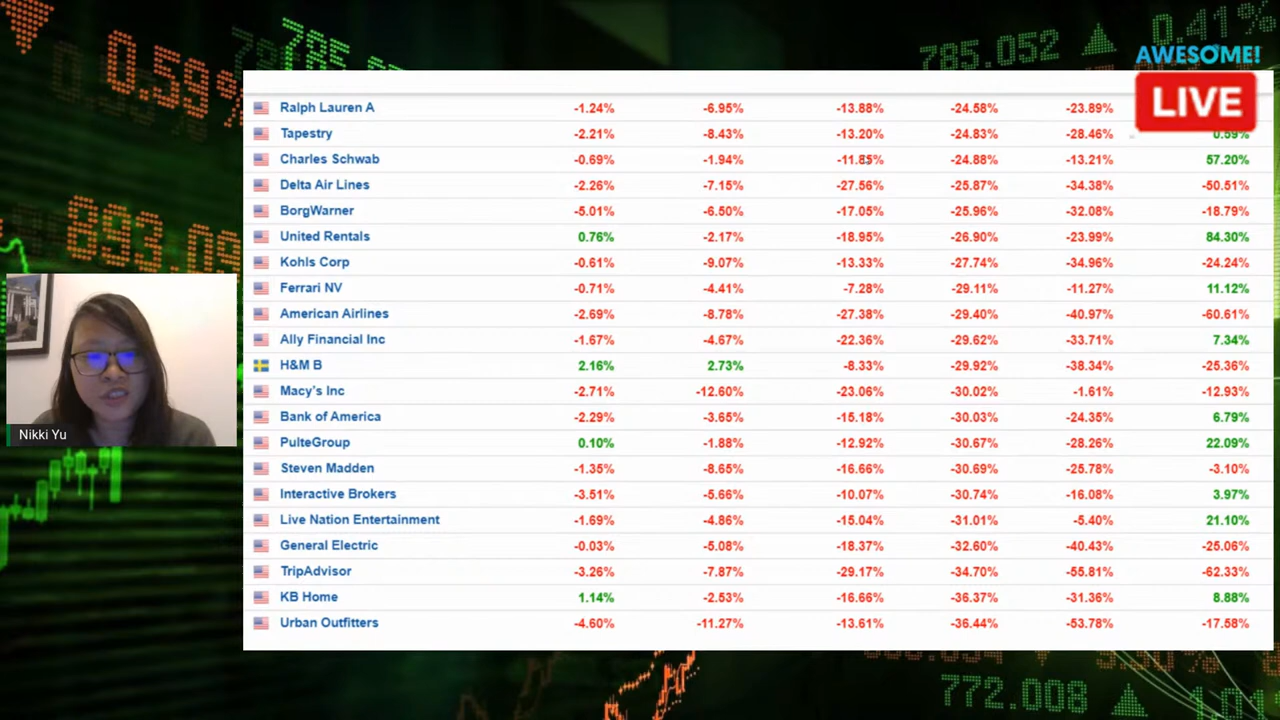 0.59%
785.052
0.41%
AWESOME!
LIVE
Ralph Lauren A -1.24% -6.95% -13.88% -24.58% -23.89%
Tapestry -2.21% -8.43% -13.20% -24.83% -28.46% 0.59%
Charles Schwab -0.69% -1.94% -11.85% -24.88% -13.21% 57.20%
Delta Air Lines -2.26% -7.15% -27.56% -25.87% -34.38% -50.51%
BorgWarner -5.01% -6.50% -17.05% -25.96% -32.08% -18.79%
United Rentals 0.76% -2.17% -18.95% -26.90% -23.99% 84.30%
Kohls Corp -0.61% -9.07% -13.33% -27.74% -34.96% -24.24%
Ferrari NV -0.71% -4.41% -7.28% -29.11% -11.27% 11.12%
American Airlines -2.69% -8.78% -27.38% -29.40% -40.97% -60.61%
Ally Financial Inc -1.67% -4.67% -22.36% -29.62% -33.71% 7.34%
H&M B 2.16% 2.73% -8.33% -29.92% -38.34% -25.36%
Macy's Inc -2.71% -12.60% -23.06% -30.02% -1.61% -12.93%
Bank of America -2.29% -3.65% -15.18% -30.03% -24.35% 6.79%
PulteGroup 0.10% -1.88% -12.92% -30.67% -28.26% 22.09%
Steven Madden -1.35% -8.65% -16.66% -30.69% -25.78% -3.10%
Interactive Brokers -3.51% -5.66% -10.07% -30.74% -16.08% 3.97%
Live Nation Entertainment -1.69% -4.86% -15.04% -31.01% -5.40% 21.10%
General Electric -0.03% -5.08% -18.37% -32.60% -40.43% -25.06%
TripAdvisor -3.26% -7.87% -29.17% -34.70% -55.81% -62.33%
KB Home 1.14% -2.53% -16.66% -36.37% -31.36% 8.88%
Urban Outfitters -4.60% -11.27% -13.61% -36.44% -53.78% -17.58%
893.09
Nikki Yu
772.008